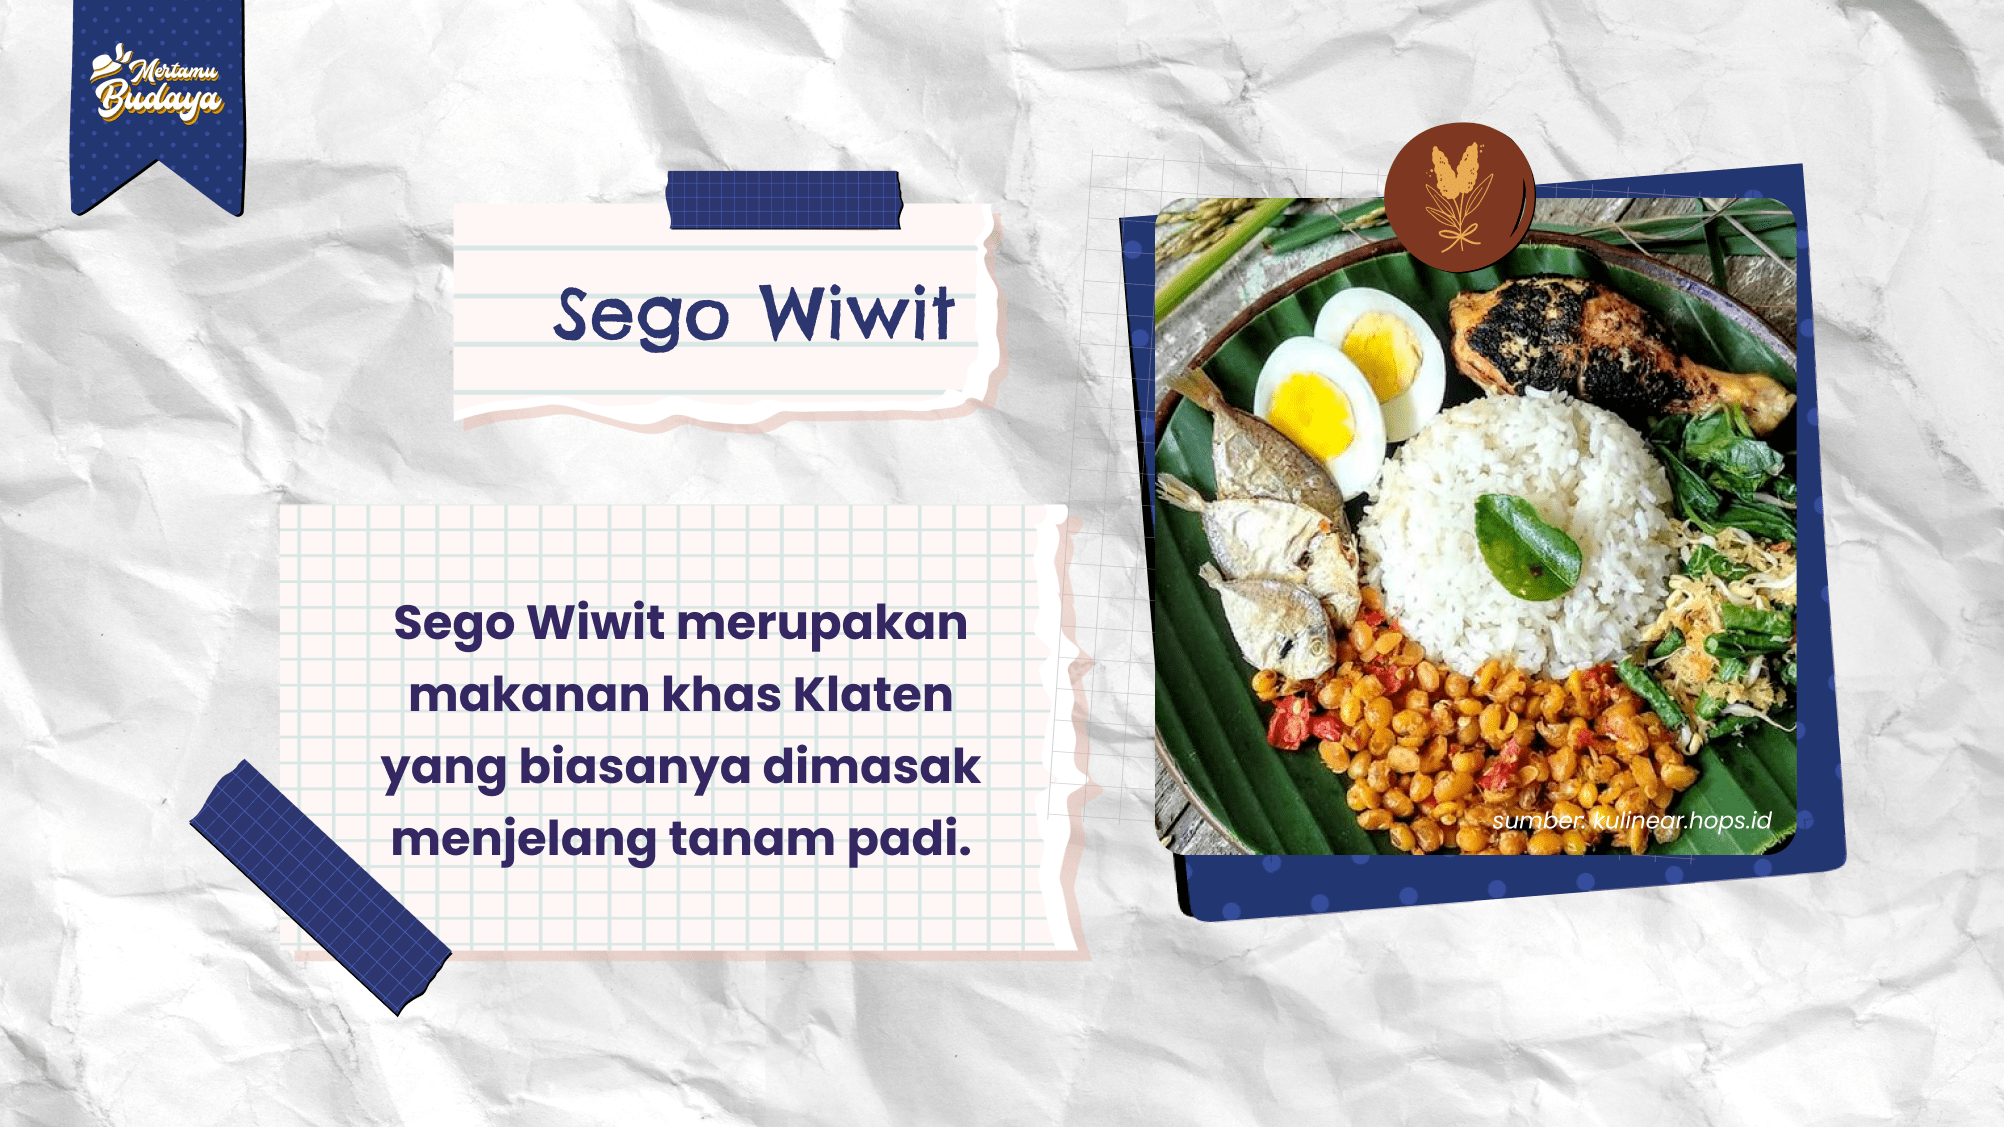 Mertamu
Budaya
Sego Wiwit
Sego Wiwit merupakan
makanan khas Klaten
yang biasanya dimasak
menjelang tanam padi.
sumber: kulinear.hops.id